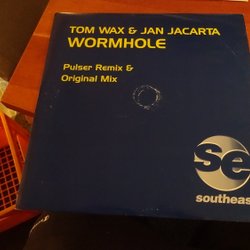 TOM WAX & JAN JACARTA
WORMHOLE
Pulser Remix &
Original Mix
se
southeas